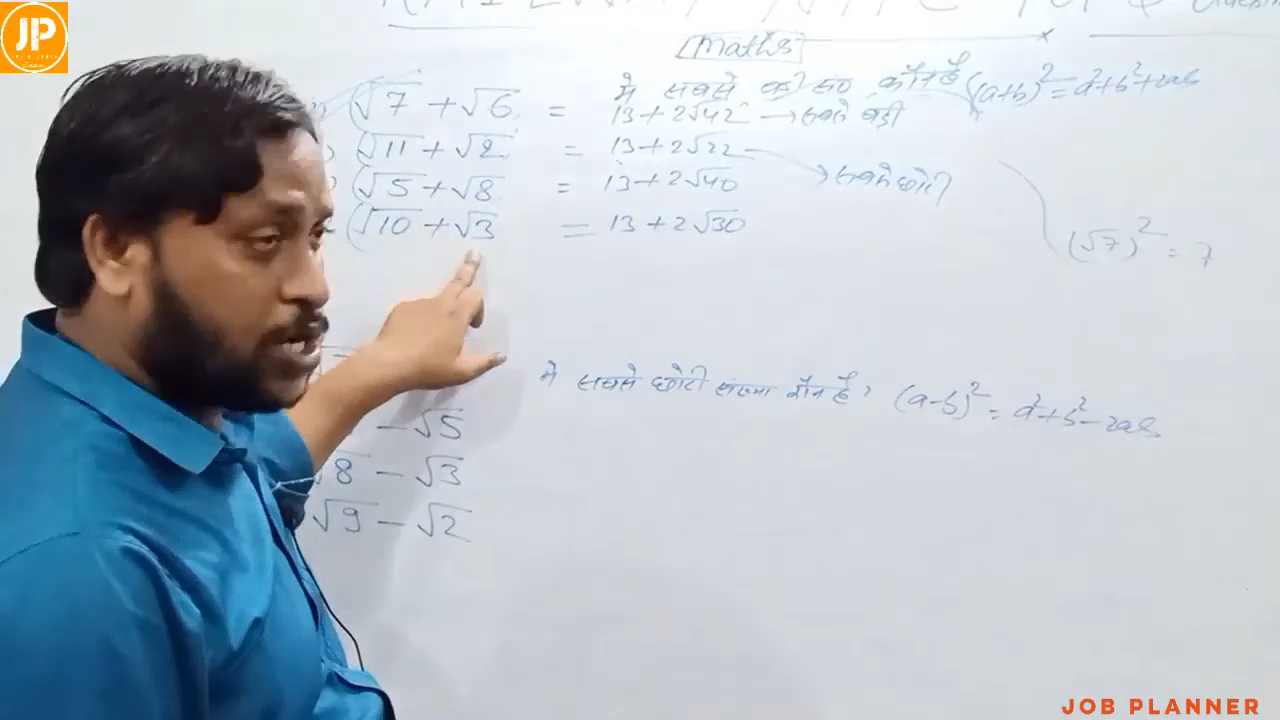 JP
Maths
में सबसे बड़ी सं० कौन है (a+b)² = a²+b²+2ab
(√7 + √6 = 13+2√42 → सबसे बड़ी
(√11 + √2 = 13+2√22 → सबसे छोटी
(√5 + √8 = 13+2√40
(√10 + √3 = 13+2√30
(√7)² = 7
में सबसे छोटी संख्या कौन है? (a-b)² = a²+b²-2ab
- √5
√8 - √3
√9 - √2
JOB PLANNER